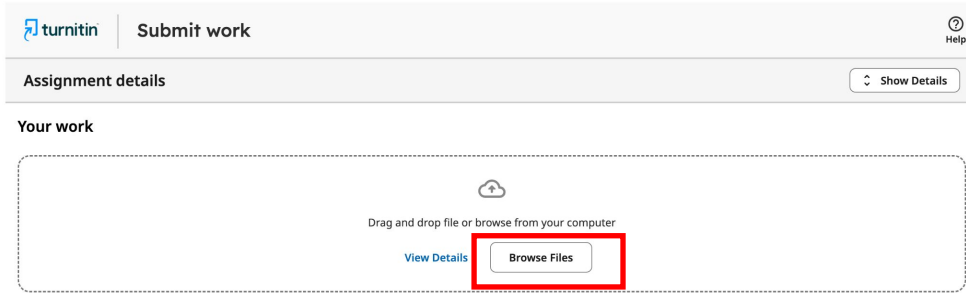 turnitin Submit work
Help
Assignment details Show Details
Your work
Drag and drop file or browse from your computer
View Details Browse Files